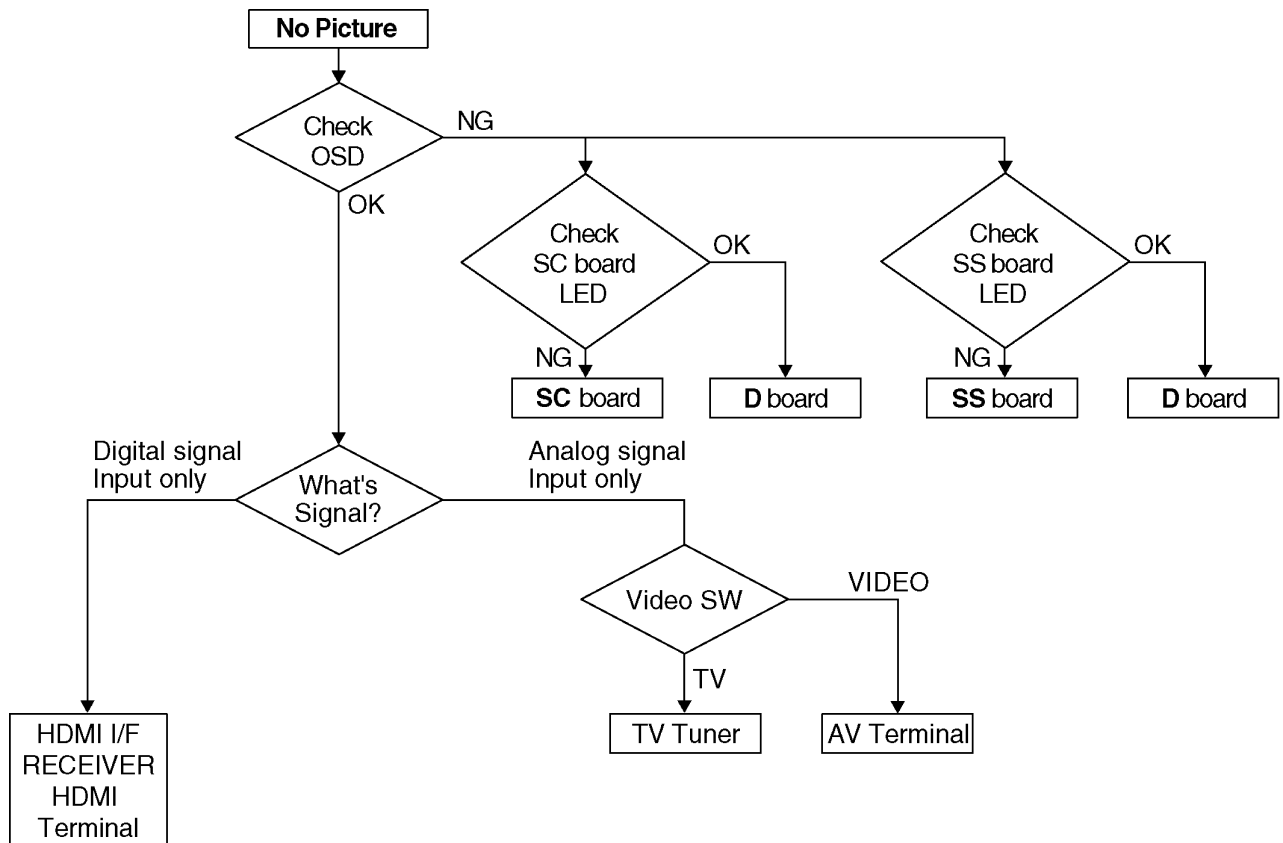 No Picture
Check
OSD
NG
OK
Check
SC board
LED
OK
NG
SC board
D board
Check
SS board
LED
OK
NG
SS board
D board
What's
Signal?
Digital signal
Input only
Analog signal
Input only
Video SW
VIDEO
TV
HDMI I/F
RECEIVER
HDMI
Terminal
TV Tuner
AV Terminal